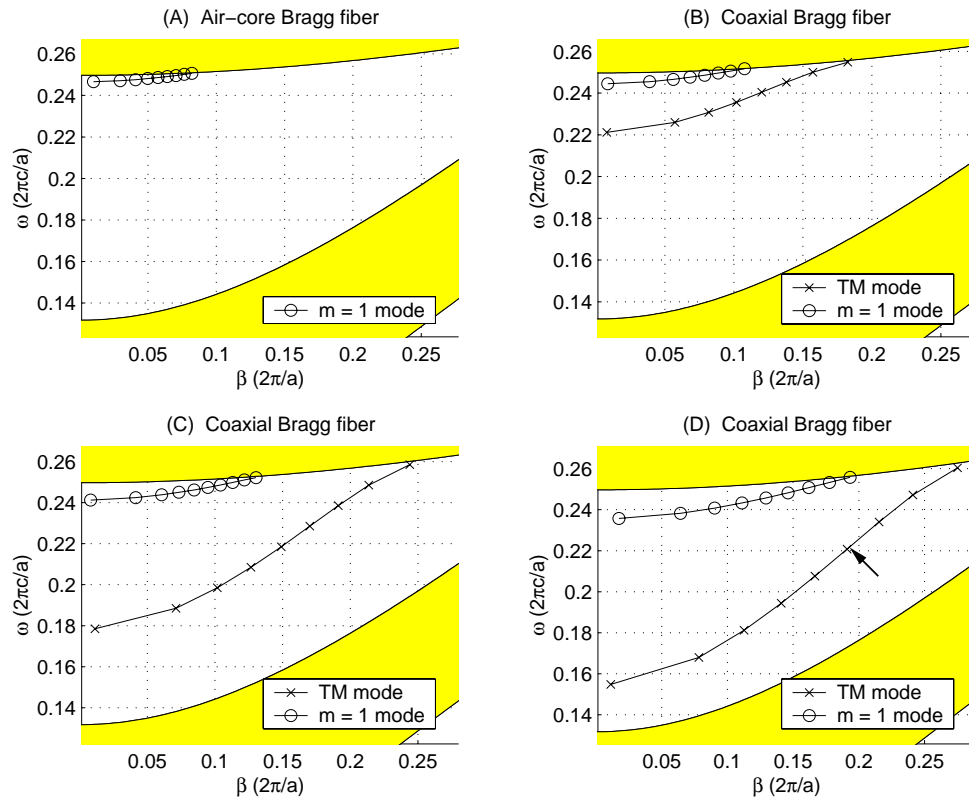 (A) Air−core Bragg fiber
0.26
0.24
0.22
0.2
0.18
0.16
0.14
ω (2πc/a)
m = 1 mode
0.05
0.1
0.15
0.2
0.25
β (2π/a)
(B) Coaxial Bragg fiber
0.26
0.24
0.22
0.2
0.18
0.16
0.14
ω (2πc/a)
TM mode
m = 1 mode
0.05
0.1
0.15
0.2
0.25
β (2π/a)
(C) Coaxial Bragg fiber
0.26
0.24
0.22
0.2
0.18
0.16
0.14
ω (2πc/a)
TM mode
m = 1 mode
0.05
0.1
0.15
0.2
0.25
β (2π/a)
(D) Coaxial Bragg fiber
0.26
0.24
0.22
0.2
0.18
0.16
0.14
ω (2πc/a)
TM mode
m = 1 mode
0.05
0.1
0.15
0.2
0.25
β (2π/a)